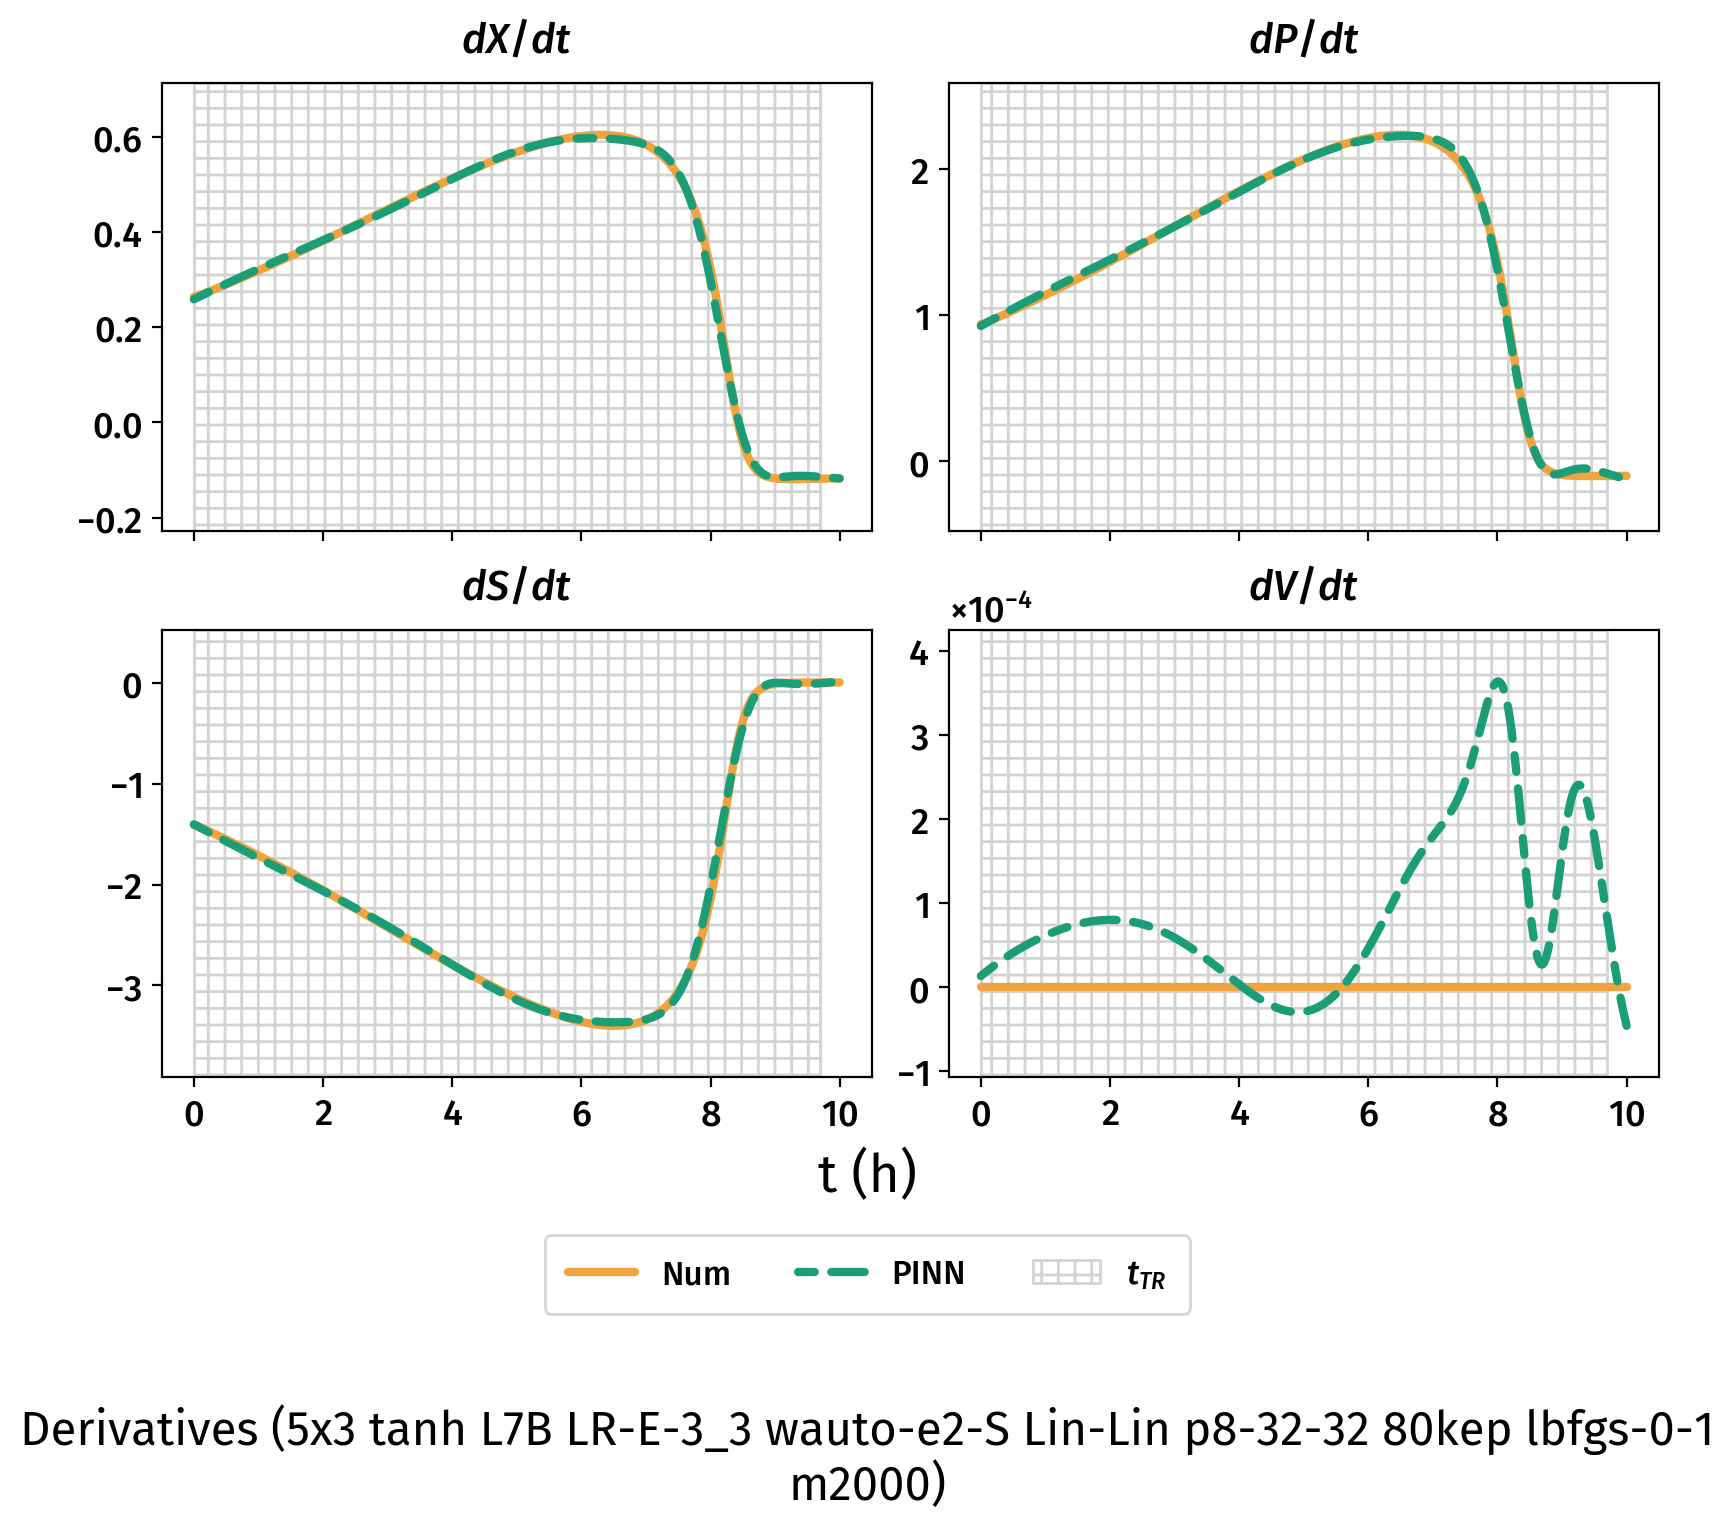 dX/dt
dP/dt
0.6
0.4
0.2
0.0
−0.2
2
1
0
dS/dt
dV/dt
×10⁻⁴
0
−1
−2
−3
4
3
2
1
0
−1
0 2 4 6 8 10
0 2 4 6 8 10
t (h)
Num PINN t_TR
Derivatives (5x3 tanh L7B LR-E-3_3 wauto-e2-S Lin-Lin p8-32-32 80kep lbfgs-0-1
m2000)